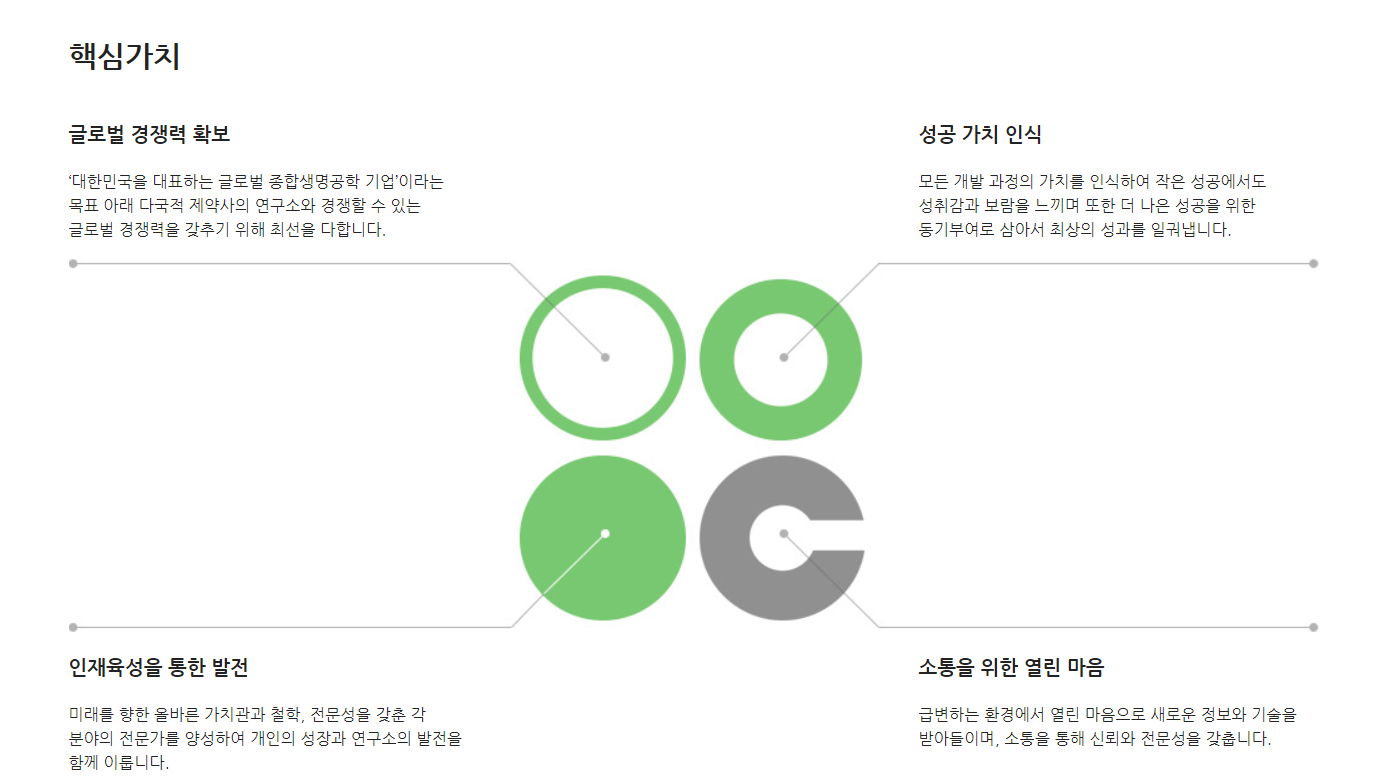 핵심가치
글로벌 경쟁력 확보
‘대한민국을 대표하는 글로벌 종합생명공학 기업’이라는
목표 아래 다국적 제약사의 연구소와 경쟁할 수 있는
글로벌 경쟁력을 갖추기 위해 최선을 다합니다.
성공 가치 인식
모든 개발 과정의 가치를 인식하여 작은 성공에서도
성취감과 보람을 느끼며 또한 더 나은 성공을 위한
동기부여로 삼아서 최상의 성과를 일궈냅니다.
인재육성을 통한 발전
미래를 향한 올바른 가치관과 철학, 전문성을 갖춘 각
분야의 전문가를 양성하여 개인의 성장과 연구소의 발전을
함께 이룹니다.
소통을 위한 열린 마음
급변하는 환경에서 열린 마음으로 새로운 정보와 기술을
받아들이며, 소통을 통해 신뢰와 전문성을 갖춥니다.